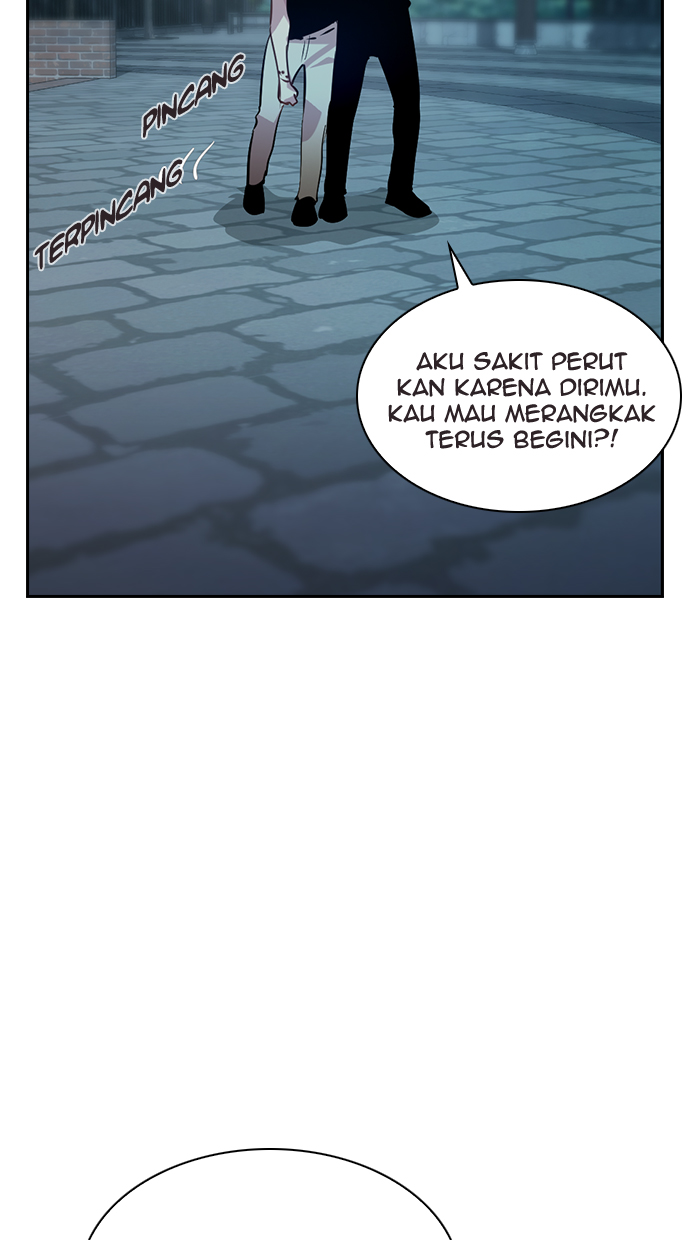 PINCANG
TERPINCANG
AKU SAKIT PERUT
KAN KARENA DIRIMU.
KAU MAU MERANGKAK
TERUS BEGINI?!